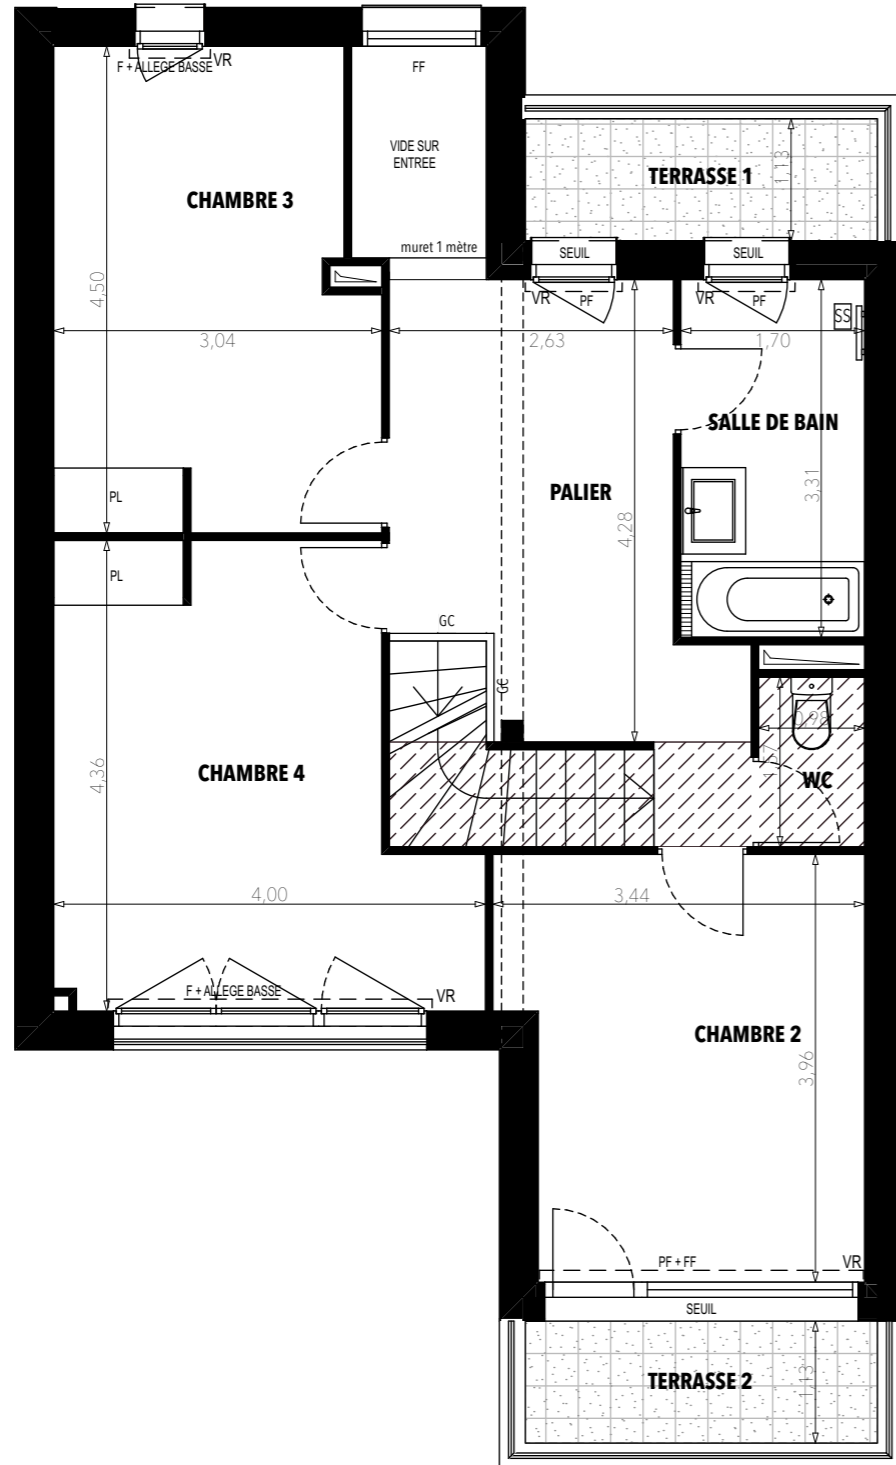 F + ALLEGE BASSE
VR
FF
VIDE SUR
ENTREE
CHAMBRE 3
TERRASSE 1
1,13
muret 1 mètre
SEUIL
SEUIL
VR
PF
VR
PF
SS
4,50
3,04
2,63
1,70
SALLE DE BAIN
3,31
PALIER
4,28
PL
PL
GC
GC
0,98
WC
4,36
CHAMBRE 4
4,00
3,44
F + ALLEGE BASSE
VR
CHAMBRE 2
3,96
PF + FF
VR
SEUIL
TERRASSE 2
1,13